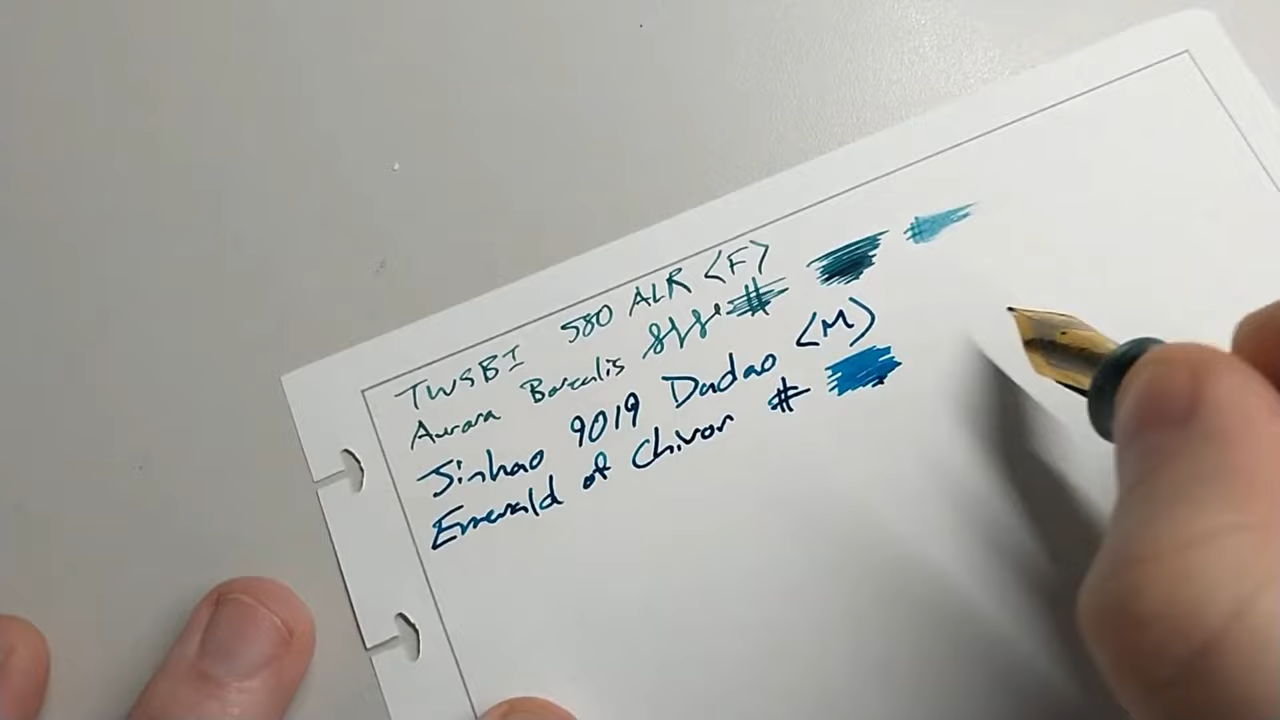 TWSBI 580 ALR <F>
Aurora Borealis #
Jinhao 9019 Dadao <M>
Emerald of Chivor #